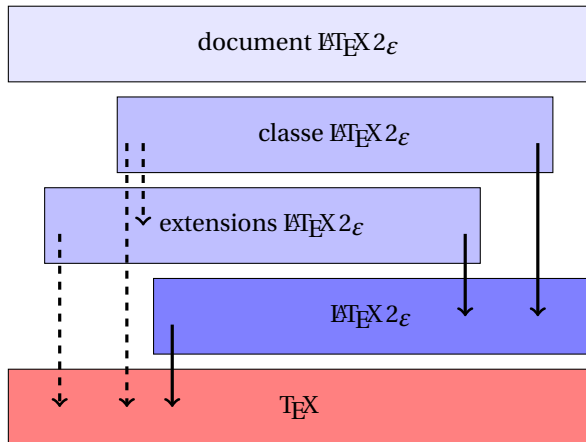 document LATEX 2ε
classe LATEX 2ε
extensions LATEX 2ε
LATEX 2ε
TEX